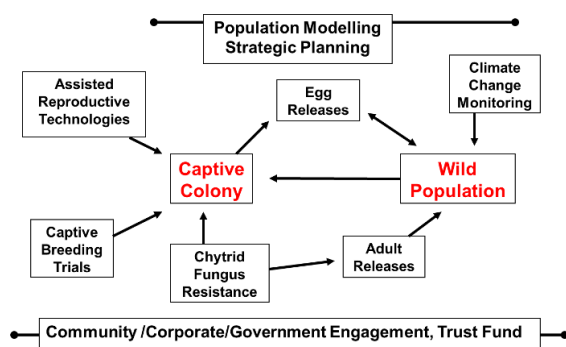 Population Modelling
Strategic Planning
Assisted
Reproductive
Technologies
Egg
Releases
Climate
Change
Monitoring
Captive
Colony
Wild
Population
Captive
Breeding
Trials
Chytrid
Fungus
Resistance
Adult
Releases
Community /Corporate/Government Engagement, Trust Fund